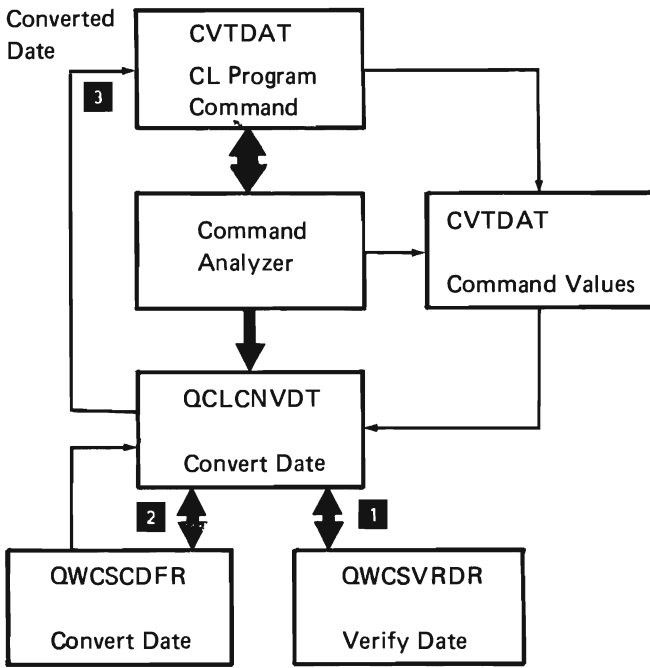 Converted
Date
3
CVTDAT
CL Program
Command
Command
Analyzer
CVTDAT
Command Values
QCLCNVDT
Convert Date
2
1
QWCSCDFR
Convert Date
QWCSVRDR
Verify Date